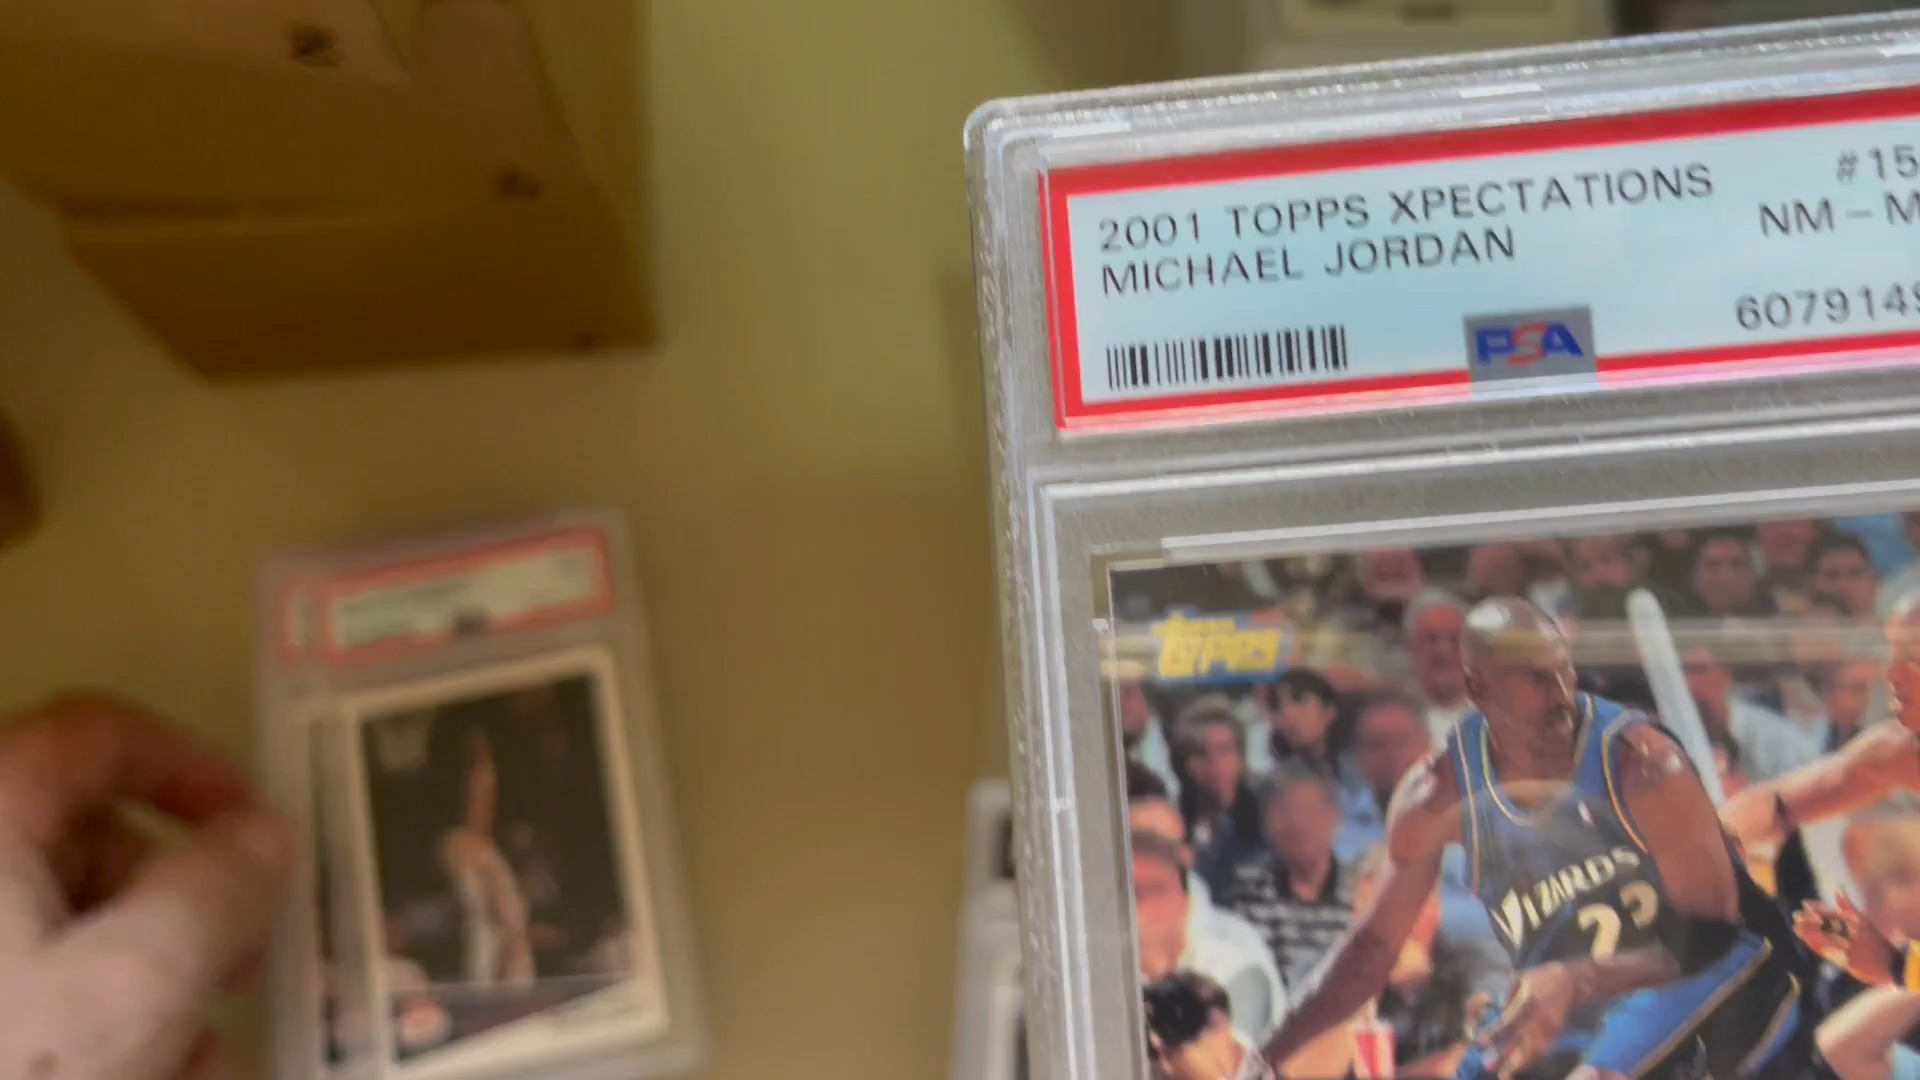 2001 TOPPS XPECTATIONS #15
MICHAEL JORDAN NM - M
6079149
PSA
TOPPS
WIZARDS
23